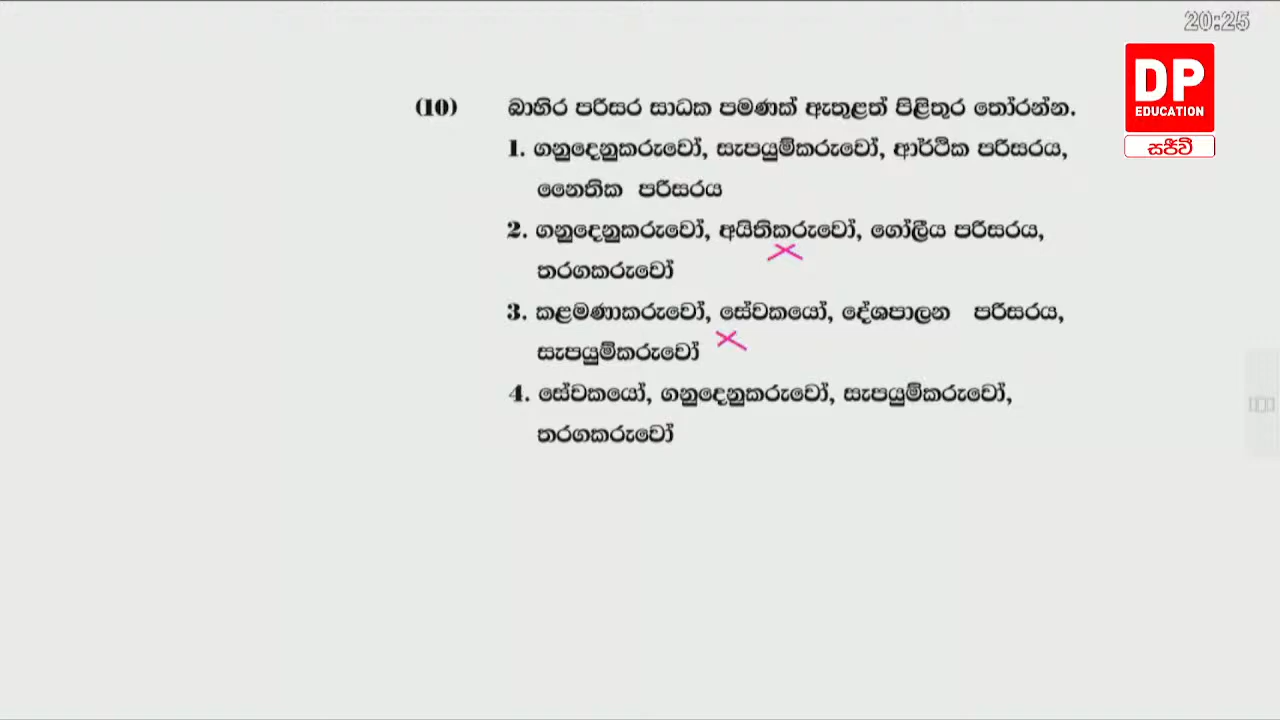 20:25
DP
EDUCATION
සජීවී
(10) බාහිර පරිසර සාධක පමණක් ඇතුළත් පිළිතුර තෝරන්න.
1. ගනුදෙනුකරුවෝ, සැපයුම්කරුවෝ, ආර්ථික පරිසරය,
නෛතික පරිසරය
2. ගනුදෙනුකරුවෝ, අයිතිකරුවෝ, ගෝලීය පරිසරය,
තරගකරුවෝ
3. කළමණාකරුවෝ, සේවකයෝ, දේශපාලන පරිසරය,
සැපයුම්කරුවෝ
4. සේවකයෝ, ගනුදෙනුකරුවෝ, සැපයුම්කරුවෝ,
තරගකරුවෝ